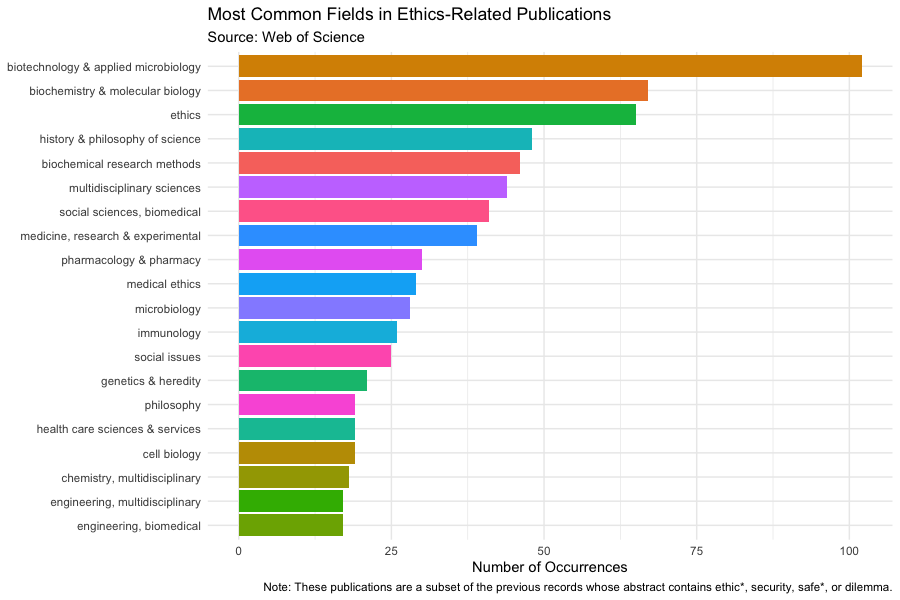 Most Common Fields in Ethics-Related Publications
Source: Web of Science
biotechnology & applied microbiology
biochemistry & molecular biology
ethics
history & philosophy of science
biochemical research methods
multidisciplinary sciences
social sciences, biomedical
medicine, research & experimental
pharmacology & pharmacy
medical ethics
microbiology
immunology
social issues
genetics & heredity
philosophy
health care sciences & services
cell biology
chemistry, multidisciplinary
engineering, multidisciplinary
engineering, biomedical
0 25 50 75 100
Number of Occurrences
Note: These publications are a subset of the previous records whose abstract contains ethic*, security, safe*, or dilemma.